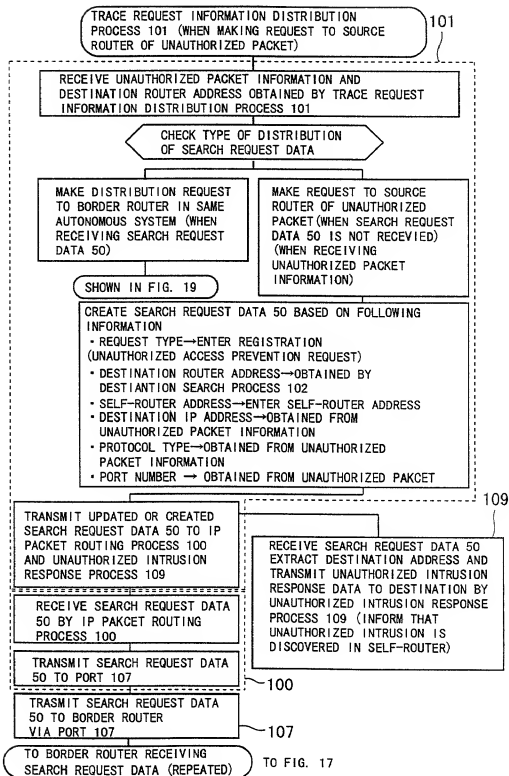 TRACE REQUEST INFORMATION DISTRIBUTION
PROCESS 101 (WHEN MAKING REQUEST TO SOURCE
ROUTER OF UNAUTHORIZED PACKET)
101
RECEIVE UNAUTHORIZED PACKET INFORMATION AND
DESTINATION ROUTER ADDRESS OBTAINED BY TRACE REQUEST
INFORMATION DISTRIBUTION PROCESS 101
CHECK TYPE OF DISTRIBUTION
OF SEARCH REQUEST DATA
MAKE DISTRIBUTION REQUEST
TO BORDER ROUTER IN SAME
AUTONOMOUS SYSTEM (WHEN
RECEIVING SEARCH REQUEST
DATA 50)
MAKE REQUEST TO SOURCE
ROUTER OF UNAUTHORIZED
PACKET(WHEN SEARCH REQUEST
DATA 50 IS NOT RECEVIED)
(WHEN RECEIVING
UNAUTHORIZED PACKET
INFORMATION)
SHOWN IN FIG. 19
CREATE SEARCH REQUEST DATA 50 BASED ON FOLLOWING
INFORMATION
・REQUEST TYPE→ENTER REGISTRATION
(UNAUTHORIZED ACCESS PREVENTION REQUEST)
・DESTINATION ROUTER ADDRESS→OBTAINED BY
DESTIANTION SEARCH PROCESS 102
・SELF-ROUTER ADDRESS→ENTER SELF-ROUTER ADDRESS
・DESTINATION IP ADDRESS→OBTAINED FROM
UNAUTHORIZED PACKET INFORMATION
・PROTOCOL TYPE→OBTAINED FROM UNAUTHORIZED
PACKET INFORMATION
・PORT NUMBER → OBTAINED FROM UNAUTHORIZED PAKCET
TRANSMIT UPDATED OR CREATED
SEARCH REQUEST DATA 50 TO IP
PACKET ROUTING PROCESS 100
AND UNAUTHORIZED INTRUSION
RESPONSE PROCESS 109
109
RECEIVE SEARCH REQUEST DATA 50
EXTRACT DESTINATION ADDRESS AND
TRANSMIT UNAUTHORIZED INTRUSION
RESPONSE DATA TO DESTINATION BY
UNAUTHORIZED INTRUSION RESPONSE
PROCESS 109 (INFORM THAT
UNAUTHORIZED INTRUSION IS
DISCOVERED IN SELF-ROUTER)
RECEIVE SEARCH REQUEST DATA
50 BY IP PAKCET ROUTING
PROCESS 100
TRANSMIT SEARCH REQUEST DATA
50 TO PORT 107
100
TRASMIT SEARCH REQUEST DATA
50 TO BORDER ROUTER
VIA PORT 107
107
TO BORDER ROUTER RECEIVING
SEARCH REQUEST DATA (REPEATED)
TO FIG. 17